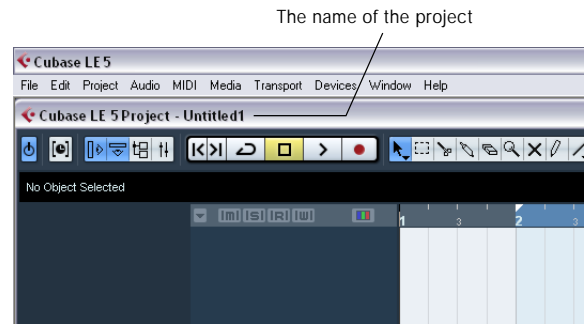 The name of the project
Cubase LE 5
File Edit Project Audio MIDI Media Transport Devices Window Help
Cubase LE 5 Project - Untitled1
No Object Selected
[m] [S] [R] [W]
1 3 2 3